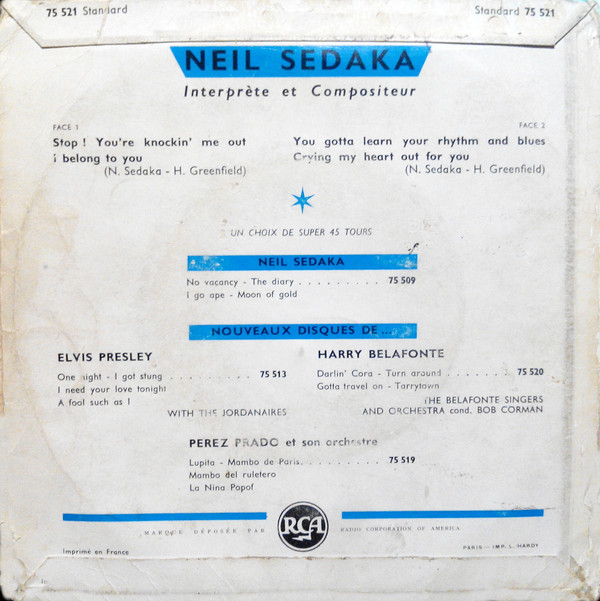 75 521 Standard
Standard 75 521
NEIL SEDAKA
Interprète et Compositeur
FACE 1
Stop ! You're knockin' me out
i belong to you
(N. Sedaka - H. Greenfield)
FACE 2
You gotta learn your rhythm and blues
Crying my heart out for you
(N. Sedaka - H. Greenfield)
UN CHOIX DE SUPER 45 TOURS
NEIL SEDAKA
No vacancy - The diary . . . . . . . . . 75 509
I go ape - Moon of gold
NOUVEAUX DISQUES DE ...
ELVIS PRESLEY
One night - I got stung . . . . . . . . . 75 513
I need your love tonight
A fool such as I
WITH THE JORDANAIRES
HARRY BELAFONTE
Darlin' Cora - Turn around . . . . . . . . 75 520
Gotta travel on - Tarrytown
THE BELAFONTE SINGERS
AND ORCHESTRA cond. BOB CORMAN
PEREZ PRADO et son orchestre
Lupita - Mambo de Paris. . . . . . . . . 75 519
Mambo del ruletero
La Nina Popof
MARQUE DÉPOSÉE PAR
RCA
RADIO CORPORATION OF AMERICA
Imprimé en France
PARIS — IMP. L. HARDY